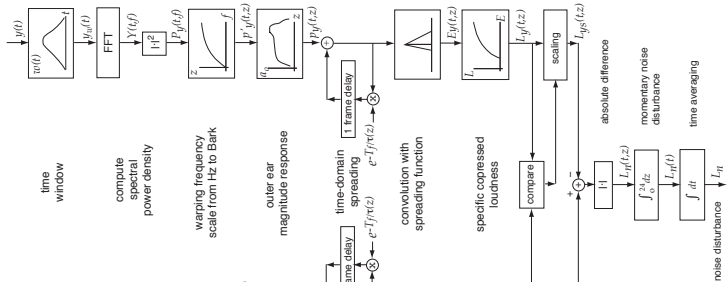 y(t)
w(t)
t
y_w(t)
FFT
Y(t,f)
|·|²
P_y(t,f)
z
f
p'_y(t,z)
a_o
z
p_y(t,z)
+
1 frame delay
×
e^{-T_f/τ(z)}
E_y(t,z)
L
E
L_y(t,z)
scaling
L_ys(t,z)
time
window
compute
spectral
power density
warping frequency
scale from Hz to Bark
outer ear
magnitude response
time-domain
spreading
convolution with
spreading function
specific copressed
loudness
compare
absolute difference
momentary noise
disturbance
time averaging
e^{-T_f/τ(z)}
ame delay
×
+
−
+
|·|
L_n(t,z)
∫_0^24 dz
L_n(t)
∫ dt
L_n
noise disturbance